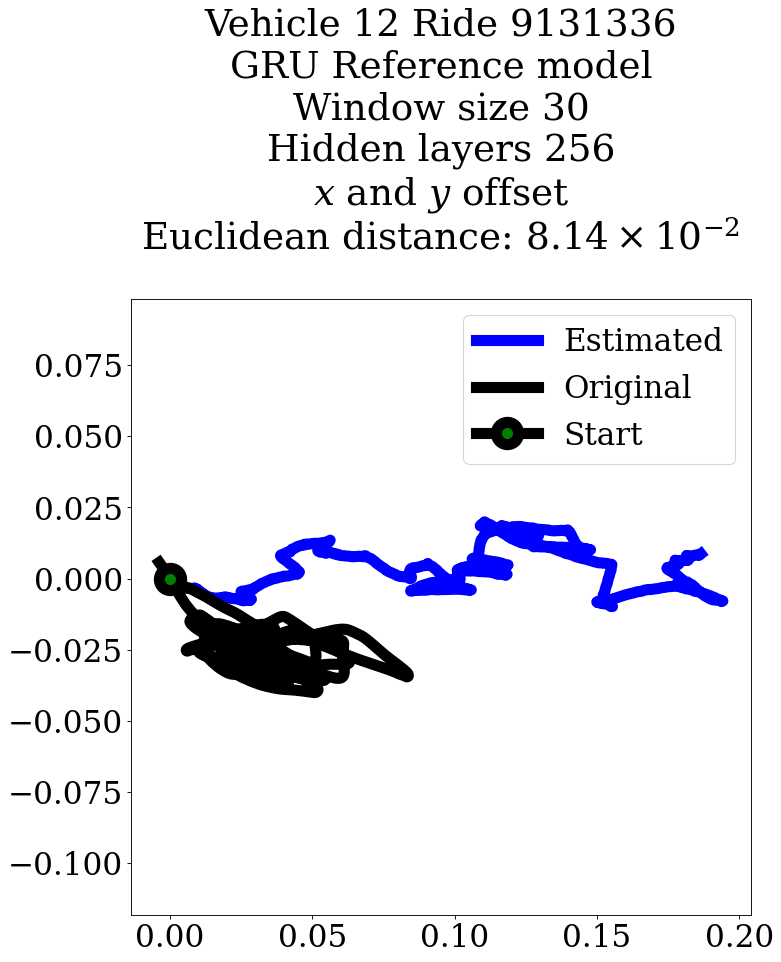 Vehicle 12 Ride 9131336
GRU Reference model
Window size 30
Hidden layers 256
x and y offset
Euclidean distance: 8.14 × 10⁻²
Estimated
Original
Start
0.075
0.050
0.025
0.000
−0.025
−0.050
−0.075
−0.100
0.00 0.05 0.10 0.15 0.20